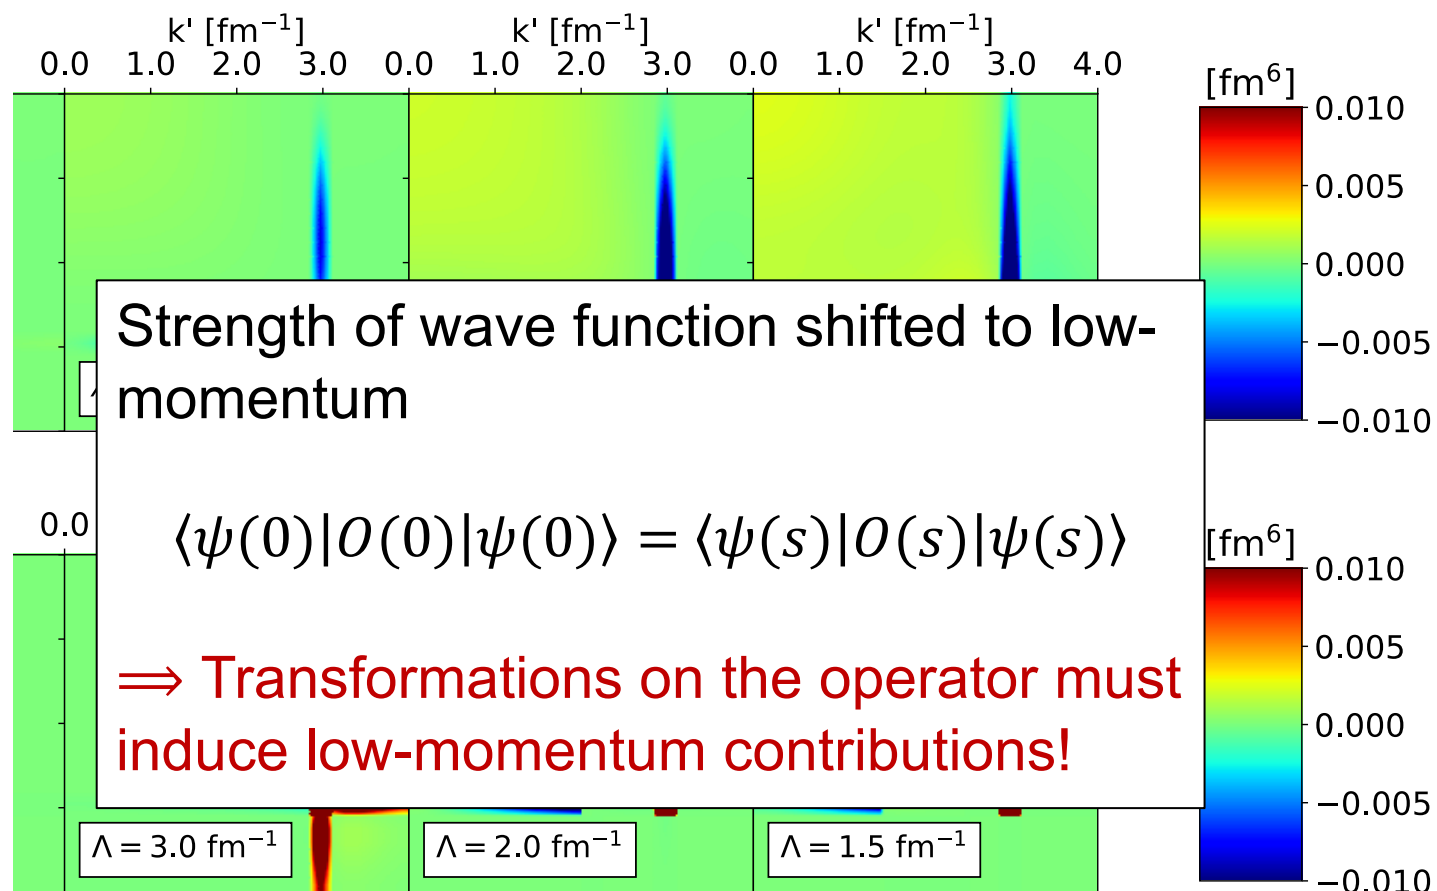 k' [fm⁻¹] k' [fm⁻¹] k' [fm⁻¹]
0.0 1.0 2.0 3.0 0.0 1.0 2.0 3.0 0.0 1.0 2.0 3.0 4.0
[fm⁶]
0.010
0.005
0.000
−0.005
−0.010
Strength of wave function shifted to low-
momentum
⟨ψ(0)|O(0)|ψ(0)⟩ = ⟨ψ(s)|O(s)|ψ(s)⟩
⟹ Transformations on the operator must
induce low-momentum contributions!
0.0
[fm⁶]
0.010
0.005
0.000
−0.005
−0.010
Λ = 3.0 fm⁻¹ Λ = 2.0 fm⁻¹ Λ = 1.5 fm⁻¹